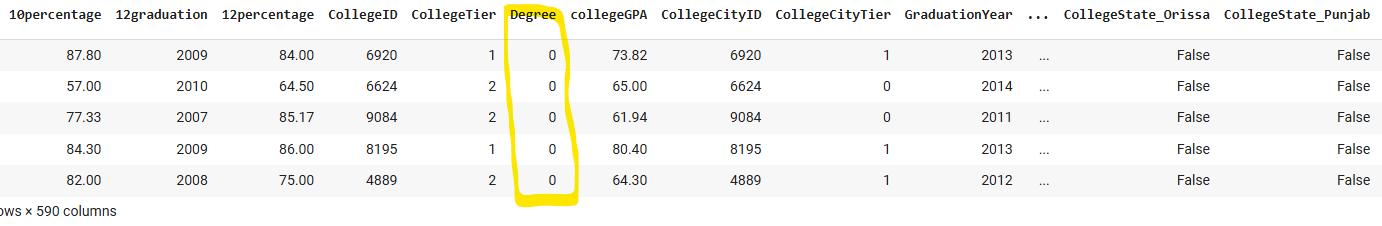 10percentage 12graduation 12percentage CollegeID CollegeTier Degree collegeGPA CollegeCityID CollegeCityTier GraduationYear ... CollegeState_Orissa CollegeState_Punjab
87.80 2009 84.00 6920 1 0 73.82 6920 1 2013 ... False False
57.00 2010 64.50 6624 2 0 65.00 6624 0 2014 ... False False
77.33 2007 85.17 9084 2 0 61.94 9084 0 2011 ... False False
84.30 2009 86.00 8195 1 0 80.40 8195 1 2013 ... False False
82.00 2008 75.00 4889 2 0 64.30 4889 1 2012 ... False False
ows × 590 columns